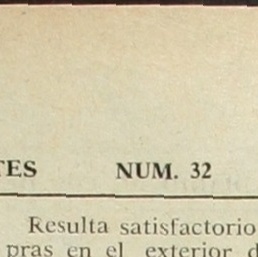 TES NUM. 32
Resulta satisfactorio
pras en el exterior d